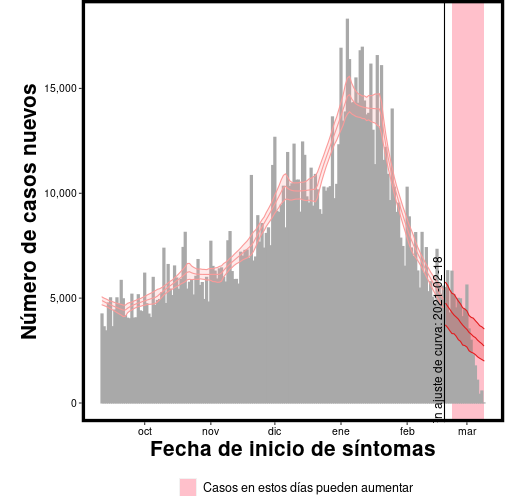 Número de casos nuevos
15,000
10,000
5,000
0
n ajuste de curva: 2021-02-18
oct nov dic ene feb mar
Fecha de inicio de síntomas
Casos en estos días pueden aumentar